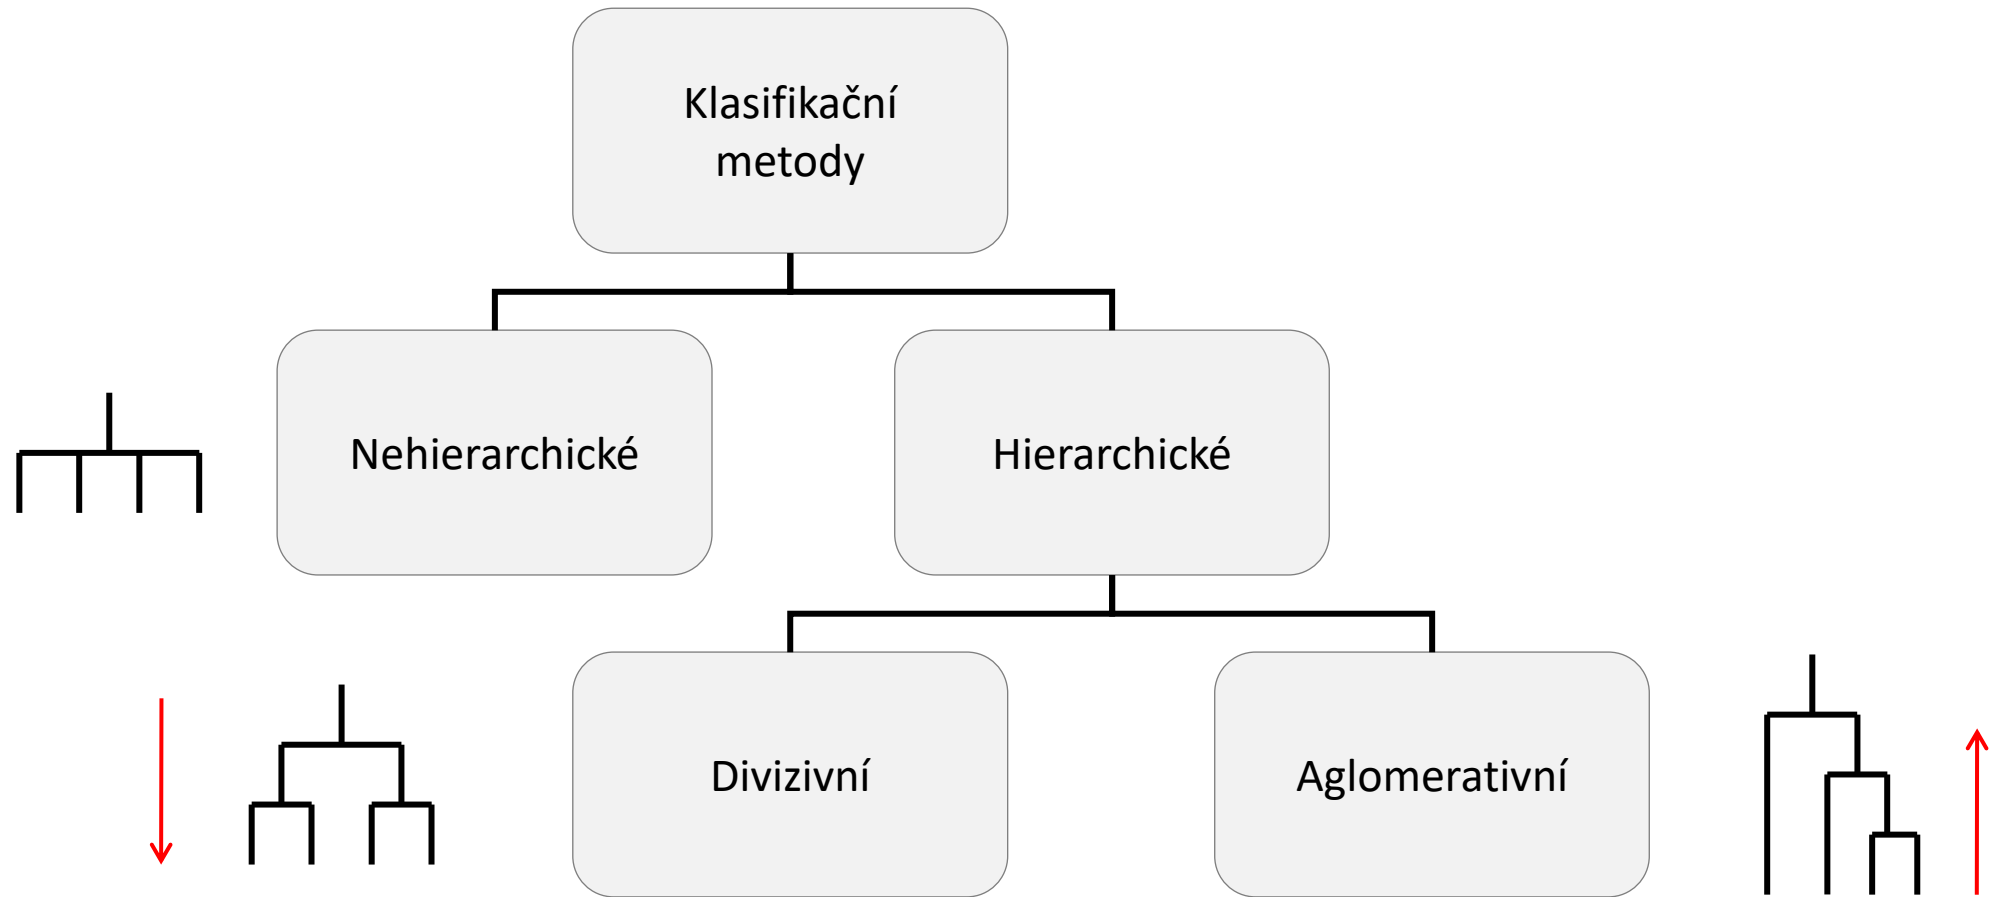 Klasifikační
metody
Nehierarchické
Hierarchické
Divizivní
Aglomerativní